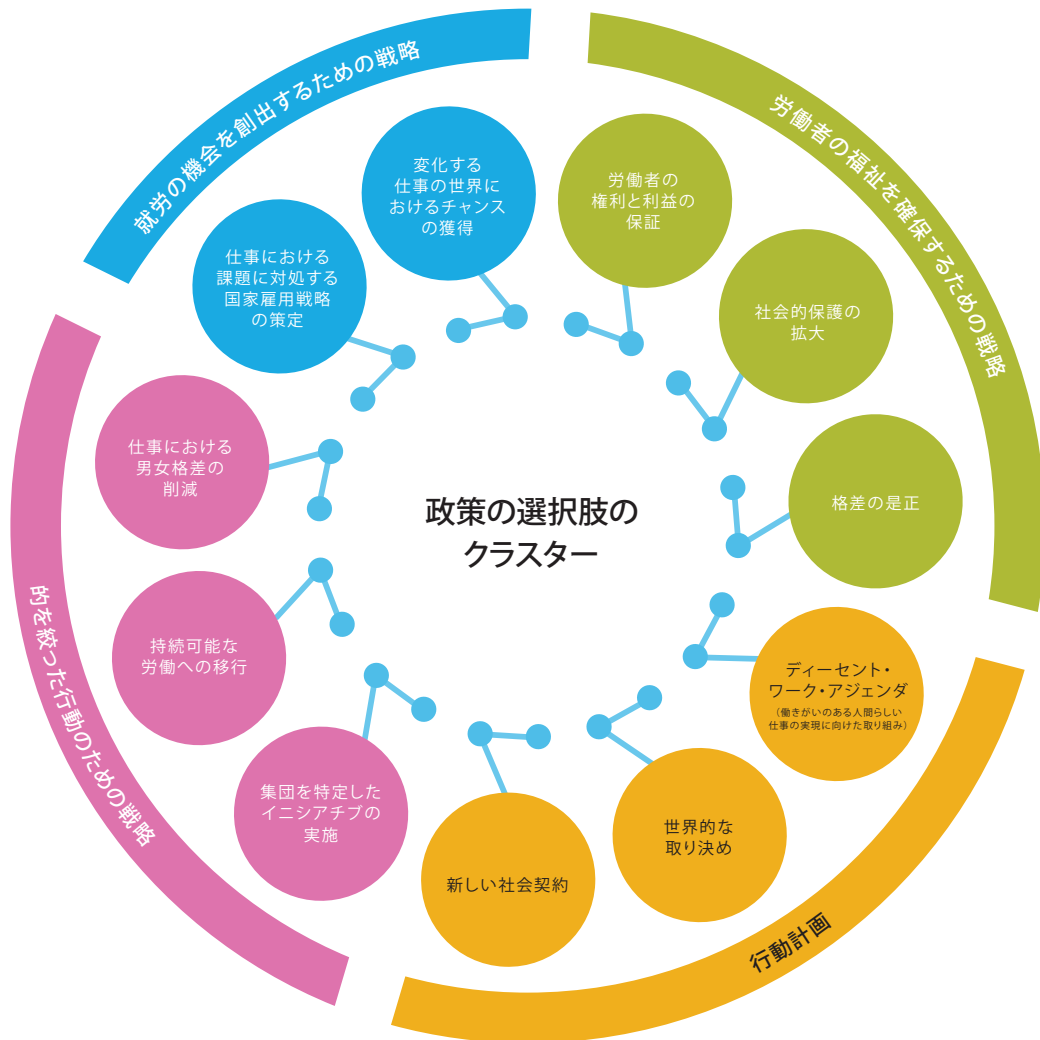 就労の機会を創出するための戦略
変化する
仕事の世界に
おけるチャンス
の獲得
仕事における
課題に対処する
国家雇用戦略
の策定
労働者の福祉を確保するための戦略
労働者の
権利と利益の
保証
社会的保護の
拡大
格差の是正
政策の選択肢の
クラスター
行動計画
ディーセント・
ワーク・アジェンダ
（働きがいのある人間らしい
仕事の実現に向けた取り組み）
世界的な
取り決め
新しい社会契約
的を絞った行動のための戦略
仕事における
男女格差の
削減
持続可能な
労働への移行
集団を特定した
イニシアチブの
実施